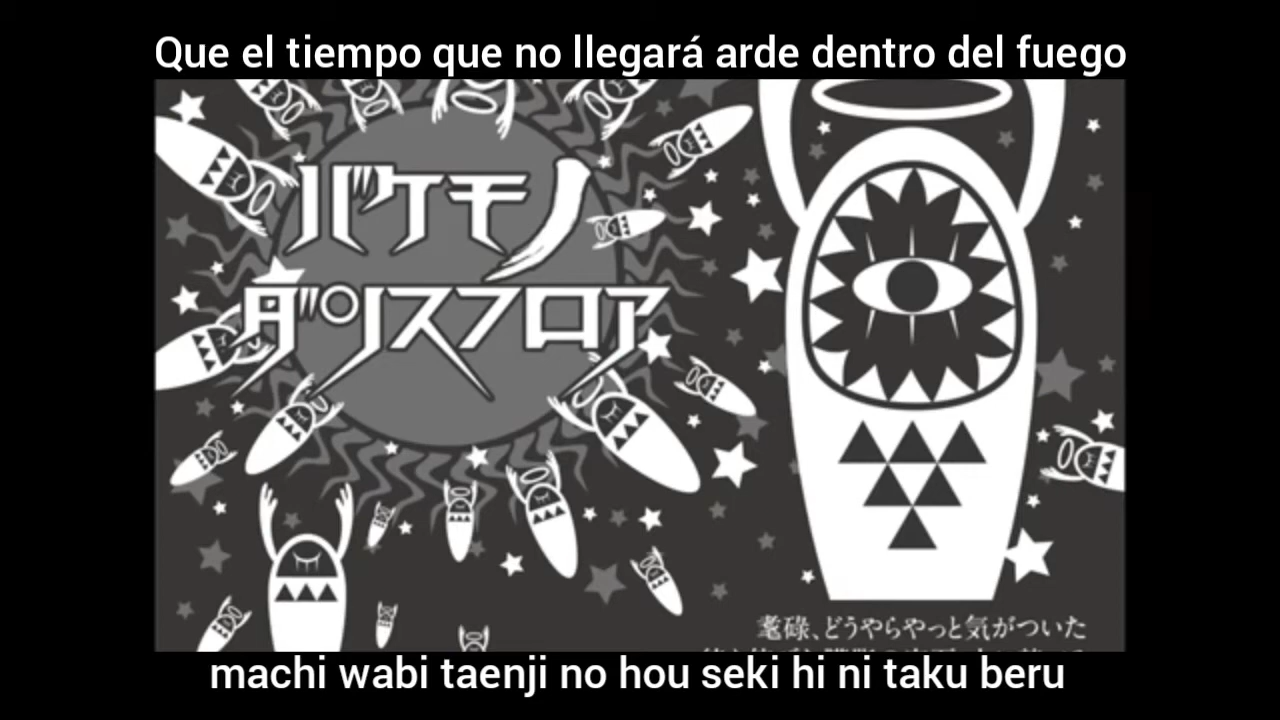 Que el tiempo que no llegará arde dentro del fuego
バケモノ
ダンスフロア
耄碌、どうやらやっと気がついた
machi wabi taenji no hou seki hi ni taku beru